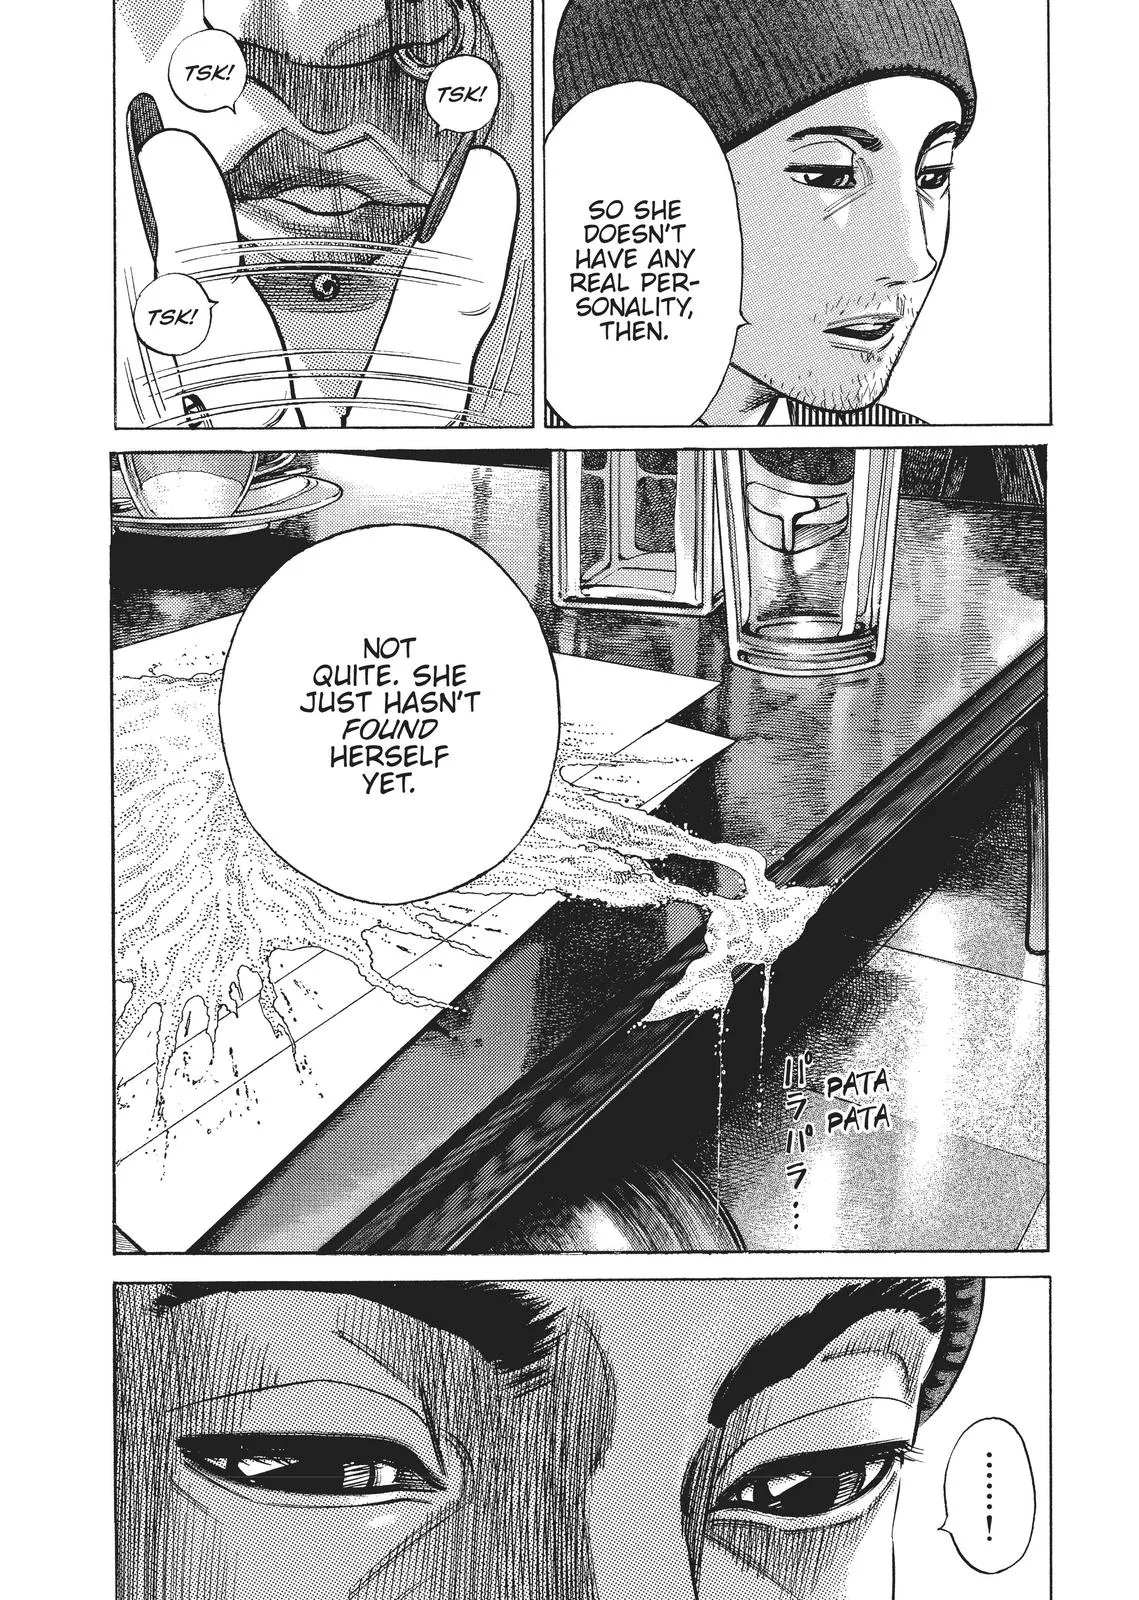 TSK!
TSK!
TSK!
SO SHE
DOESN'T
HAVE ANY
REAL PER-
SONALITY,
THEN.
NOT
QUITE. SHE
JUST HASN'T
FOUND
HERSELF
YET.
パラパラ…
PATA
PATA
.......!